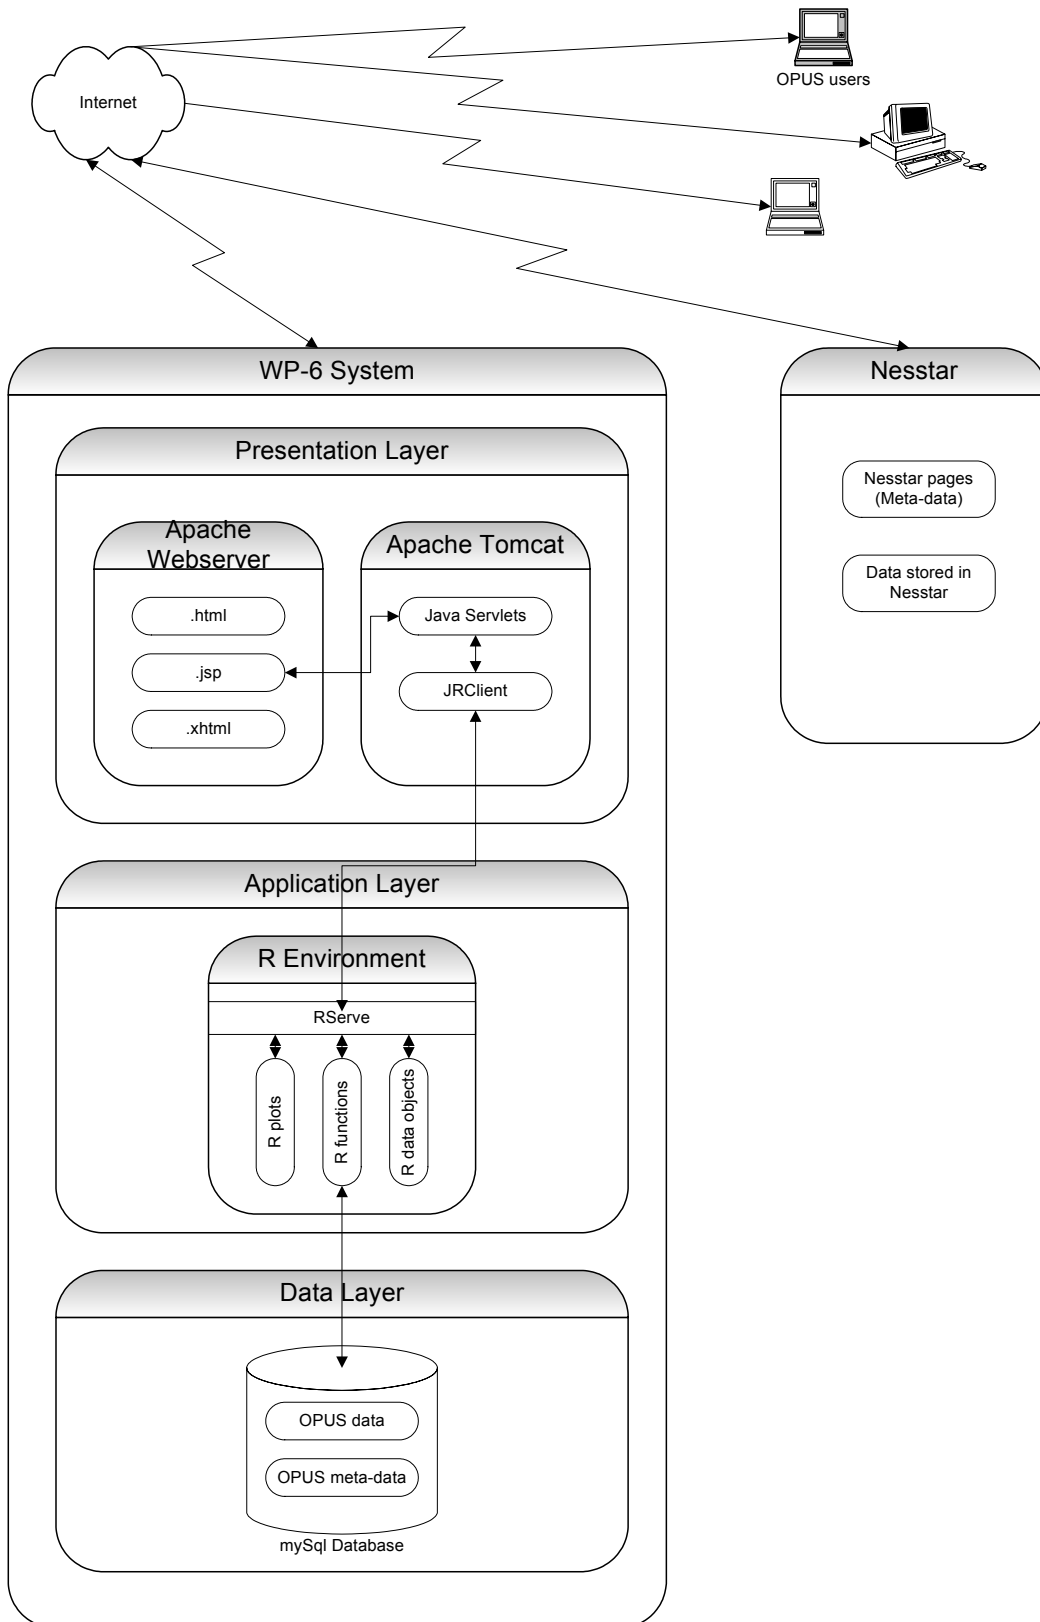 Internet
OPUS users
WP-6 System
Nesstar
Presentation Layer
Apache
Webserver
Apache Tomcat
.html
.jsp
.xhtml
Java Servlets
JRClient
Nesstar pages
(Meta-data)
Data stored in
Nesstar
Application Layer
R Environment
RServe
R plots
R functions
R data objects
Data Layer
OPUS data
OPUS meta-data
mySql Database